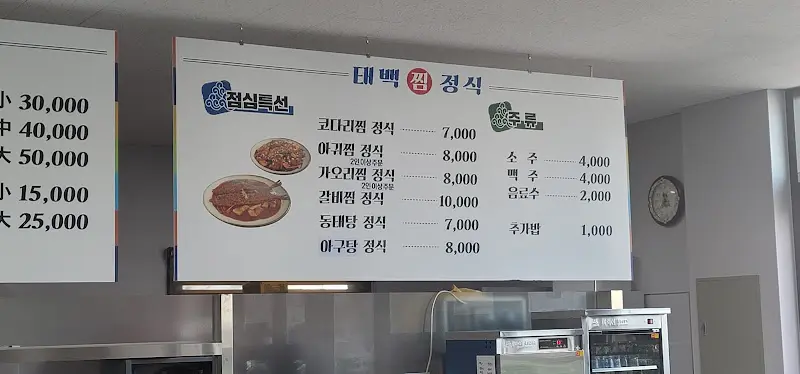 小 30,000
中 40,000
大 50,000
小 15,000
大 25,000
태백 찜 정식
점심특선
코다리찜 정식 7,000
아귀찜 정식 8,000
2인이상주문
가오리찜 정식 8,000
2인이상주문
갈비찜 정식 10,000
동태탕 정식 7,000
아구탕 정식 8,000
주류
소주 4,000
맥주 4,000
음료수 2,000
추가밥 1,000